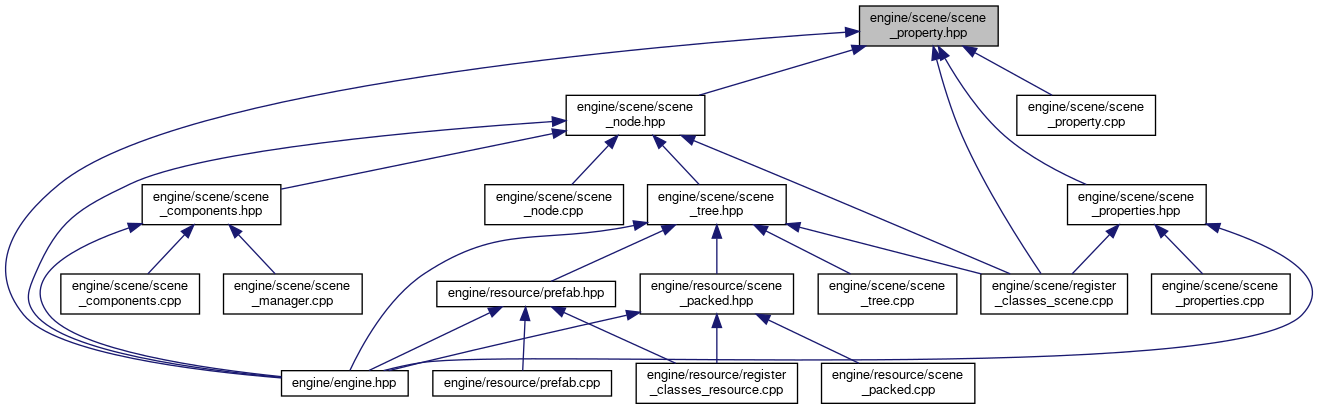 engine/scene/scene
_property.hpp
engine/scene/scene
_node.hpp
engine/scene/scene
_property.cpp
engine/scene/scene
_components.hpp
engine/scene/scene
_node.cpp
engine/scene/scene
_tree.hpp
engine/scene/scene
_properties.hpp
engine/scene/scene
_components.cpp
engine/scene/scene
_manager.cpp
engine/resource/prefab.hpp
engine/resource/scene
_packed.hpp
engine/scene/scene
_tree.cpp
engine/scene/register
_classes_scene.cpp
engine/scene/scene
_properties.cpp
engine/engine.hpp
engine/resource/prefab.cpp
engine/resource/register
_classes_resource.cpp
engine/resource/scene
_packed.cpp